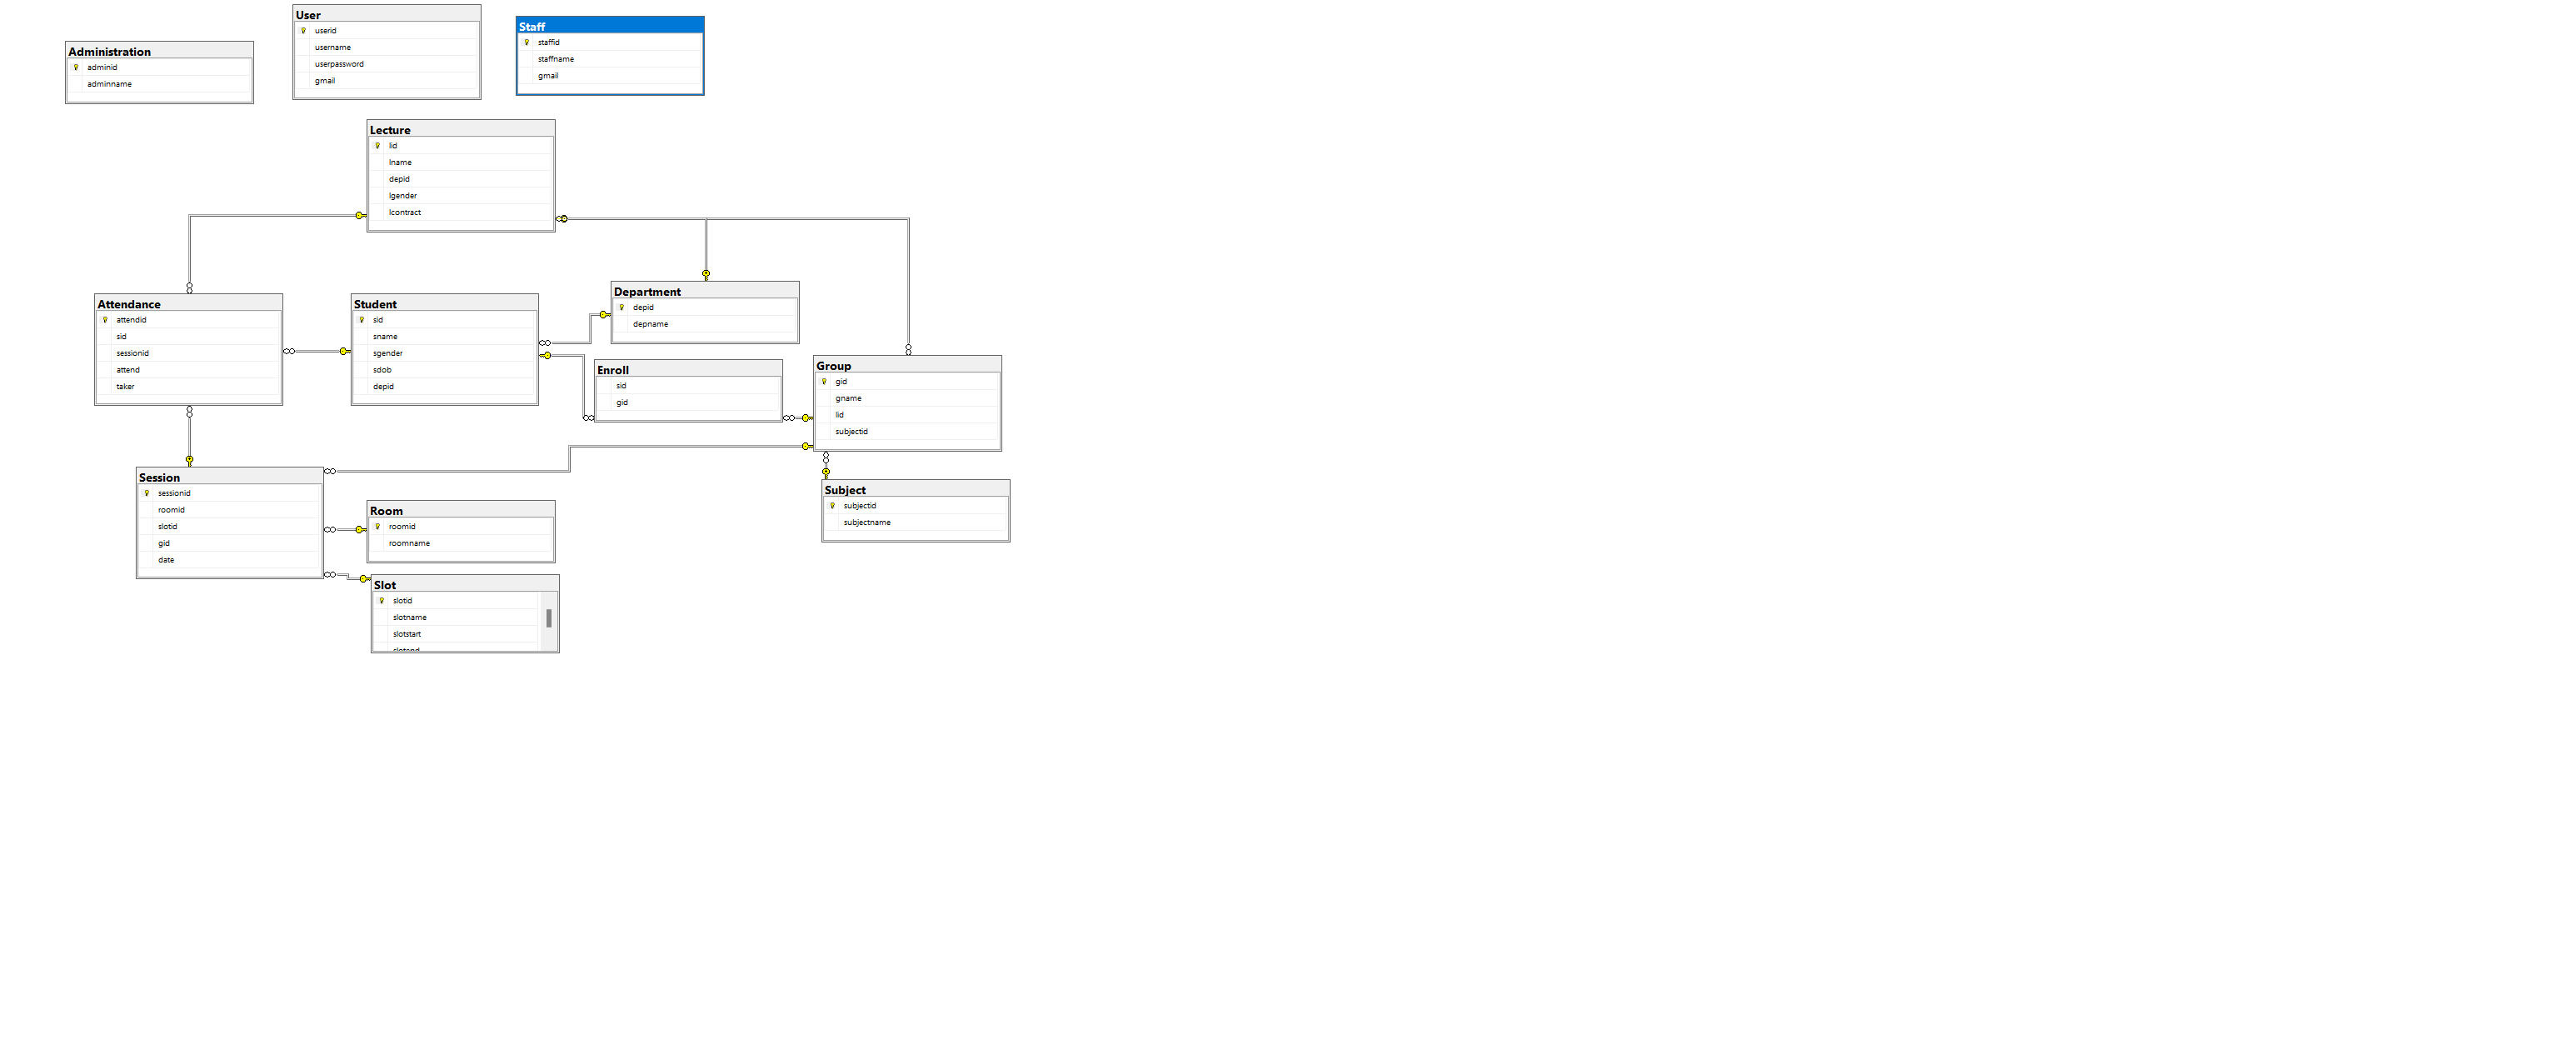 User
userid
username
userpassword
gmail
Staff
staffid
staffname
gmail
Administration
adminid
adminname
Lecture
lid
lname
depid
lgender
lcontract
Attendance
attendid
sid
sessionid
attend
taker
Student
sid
sname
sgender
sdob
depid
Department
depid
depname
Enroll
sid
gid
Group
gid
gname
lid
subjectid
Session
sessionid
roomid
slotid
gid
date
Room
roomid
roomname
Subject
subjectid
subjectname
Slot
slotid
slotname
slotstart
slotend